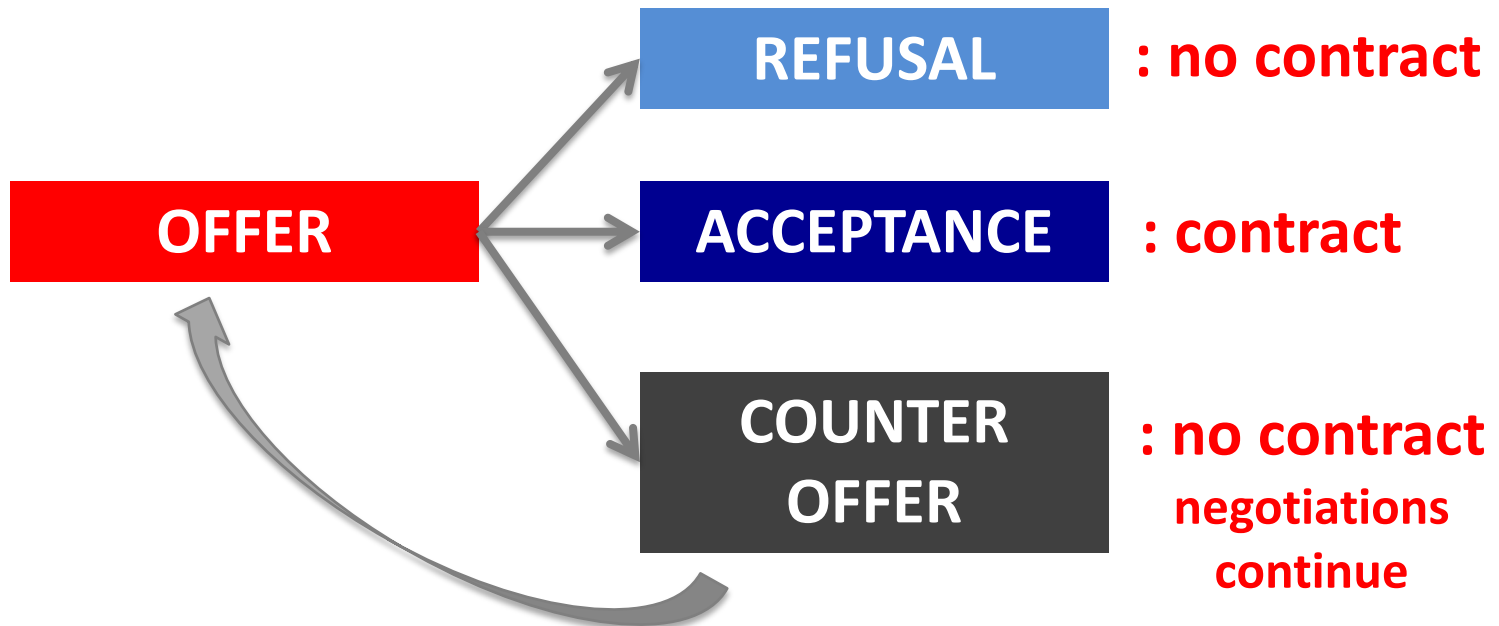 REFUSAL : no contract
OFFER
ACCEPTANCE : contract
COUNTER
OFFER
: no contract
negotiations
continue